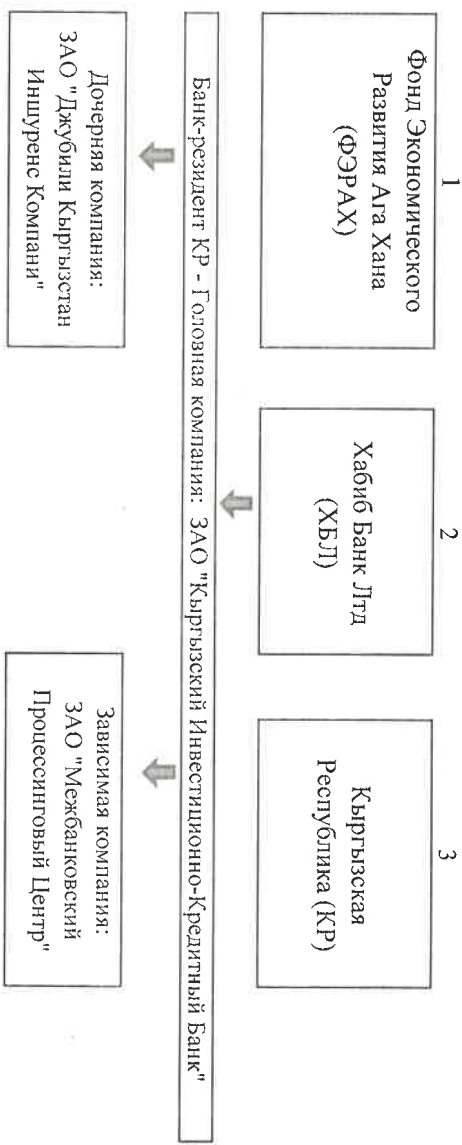 1
Фонд Экономического
Развития Ага Хана
(ФЭРАХ)
2
Хабиб Банк Лтд
(ХБЛ)
3
Кыргызская
Республика (КР)
Банк-резидент КР - Головная компания: ЗАО "Кыргызский Инвестиционно-Кредитный Банк"
Дочерняя компания:
ЗАО "Джубили Кыргызстан
Иншуренс Компани"
Зависимая компания:
ЗАО "Межбанковский
Процессинговый Центр"